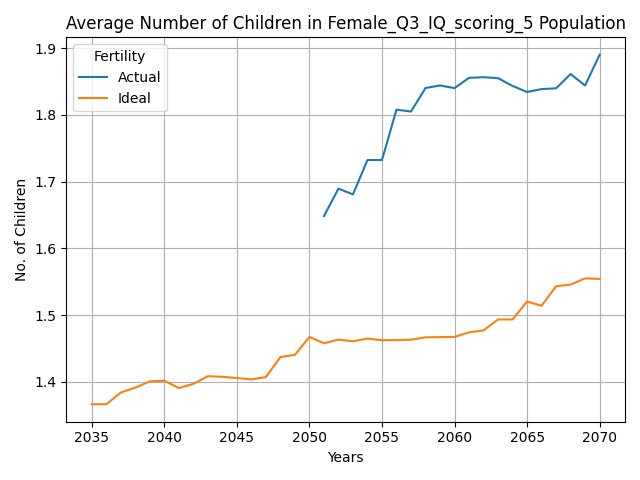 Average Number of Children in Female_Q3_IQ_scoring_5 Population
Fertility
Actual
Ideal
No. of Children
1.9
1.8
1.7
1.6
1.5
1.4
2035 2040 2045 2050 2055 2060 2065 2070
Years